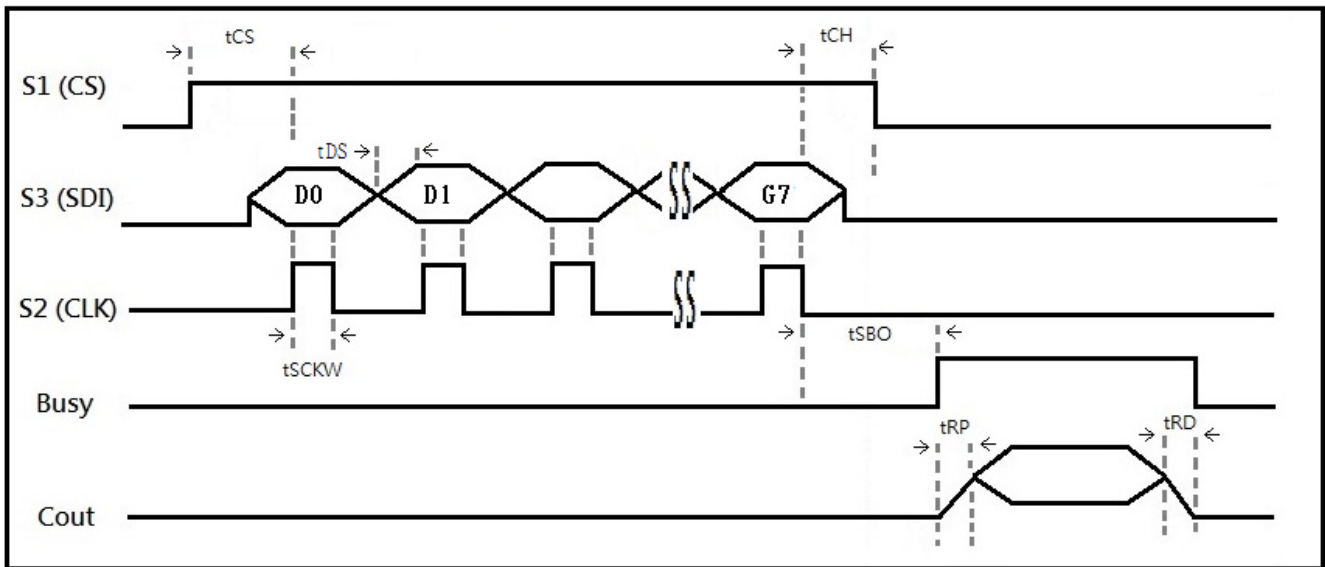 tCS
tCH
S1 (CS)
tDS
S3 (SDI)
D0
D1
G7
S2 (CLK)
tSCKW
tSBO
Busy
tRP
tRD
Cout